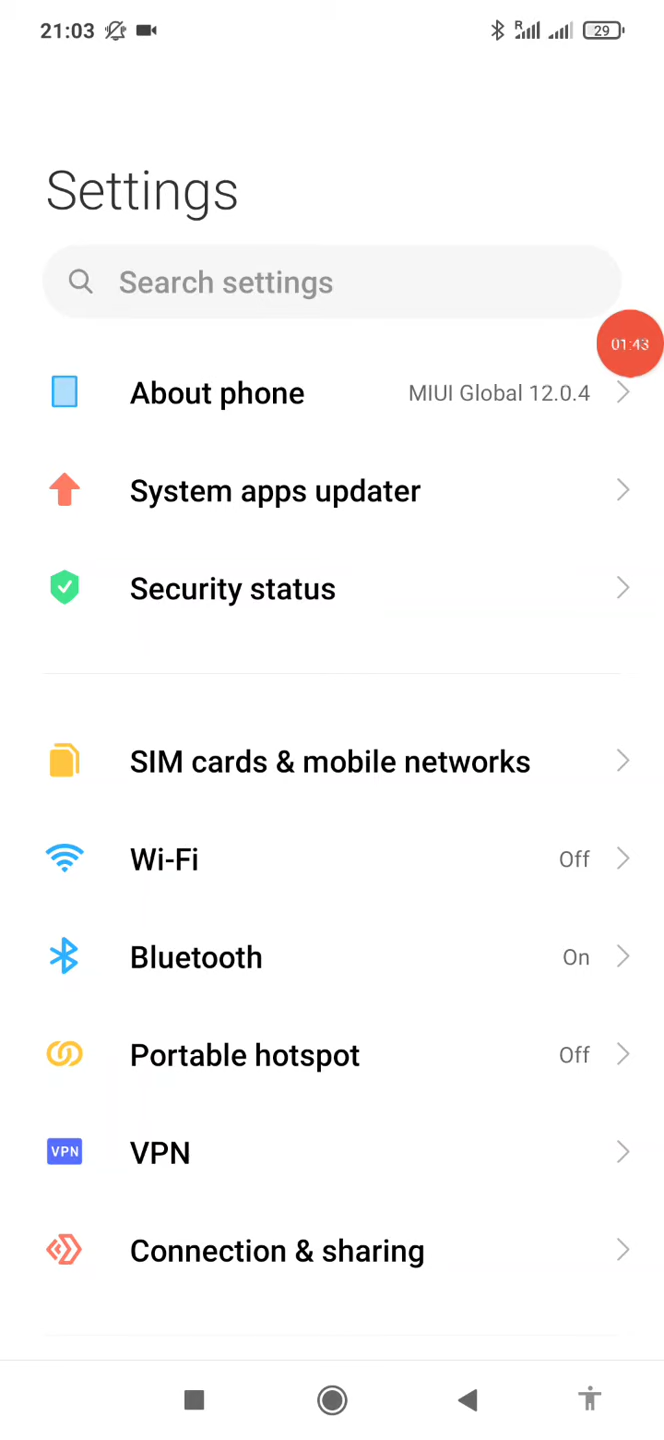 21:03 R 29
Settings
Search settings
01:43
About phone MIUI Global 12.0.4
System apps updater
Security status
SIM cards & mobile networks
Wi-Fi Off
Bluetooth On
Portable hotspot Off
VPN VPN
Connection & sharing